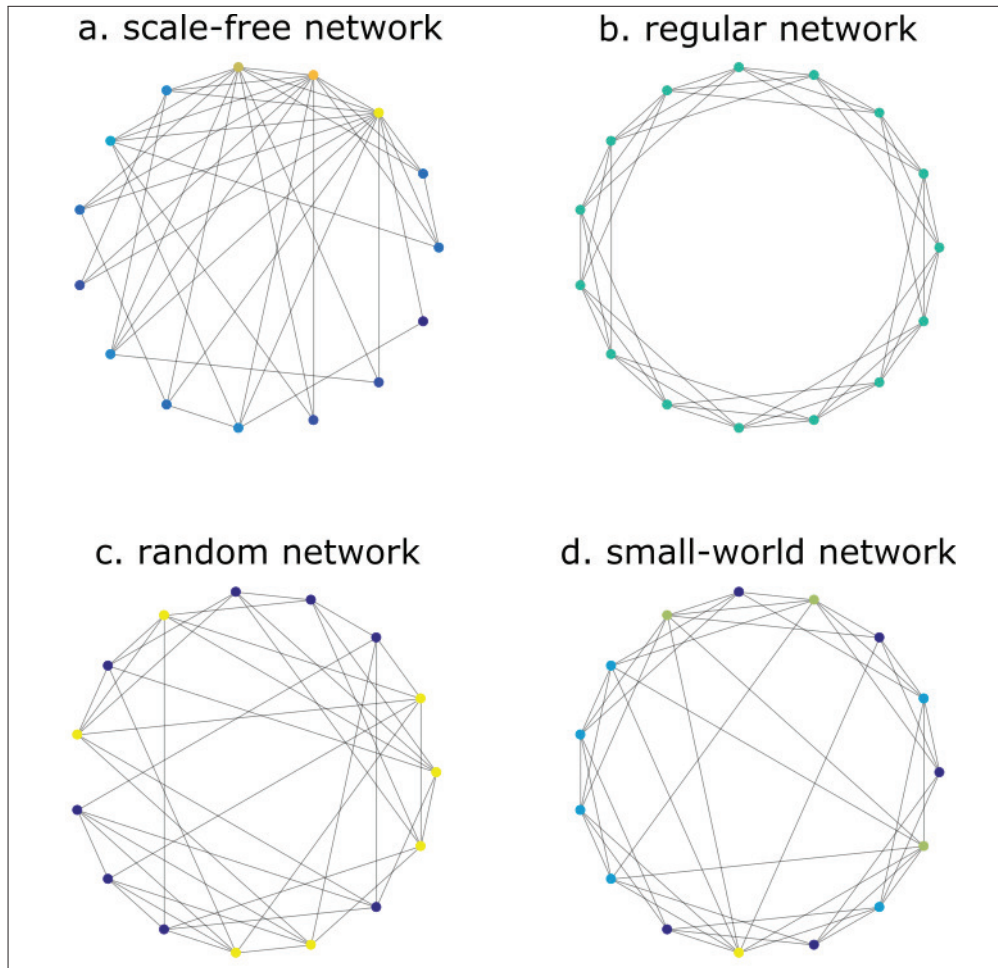 a. scale-free network
b. regular network
c. random network
d. small-world network